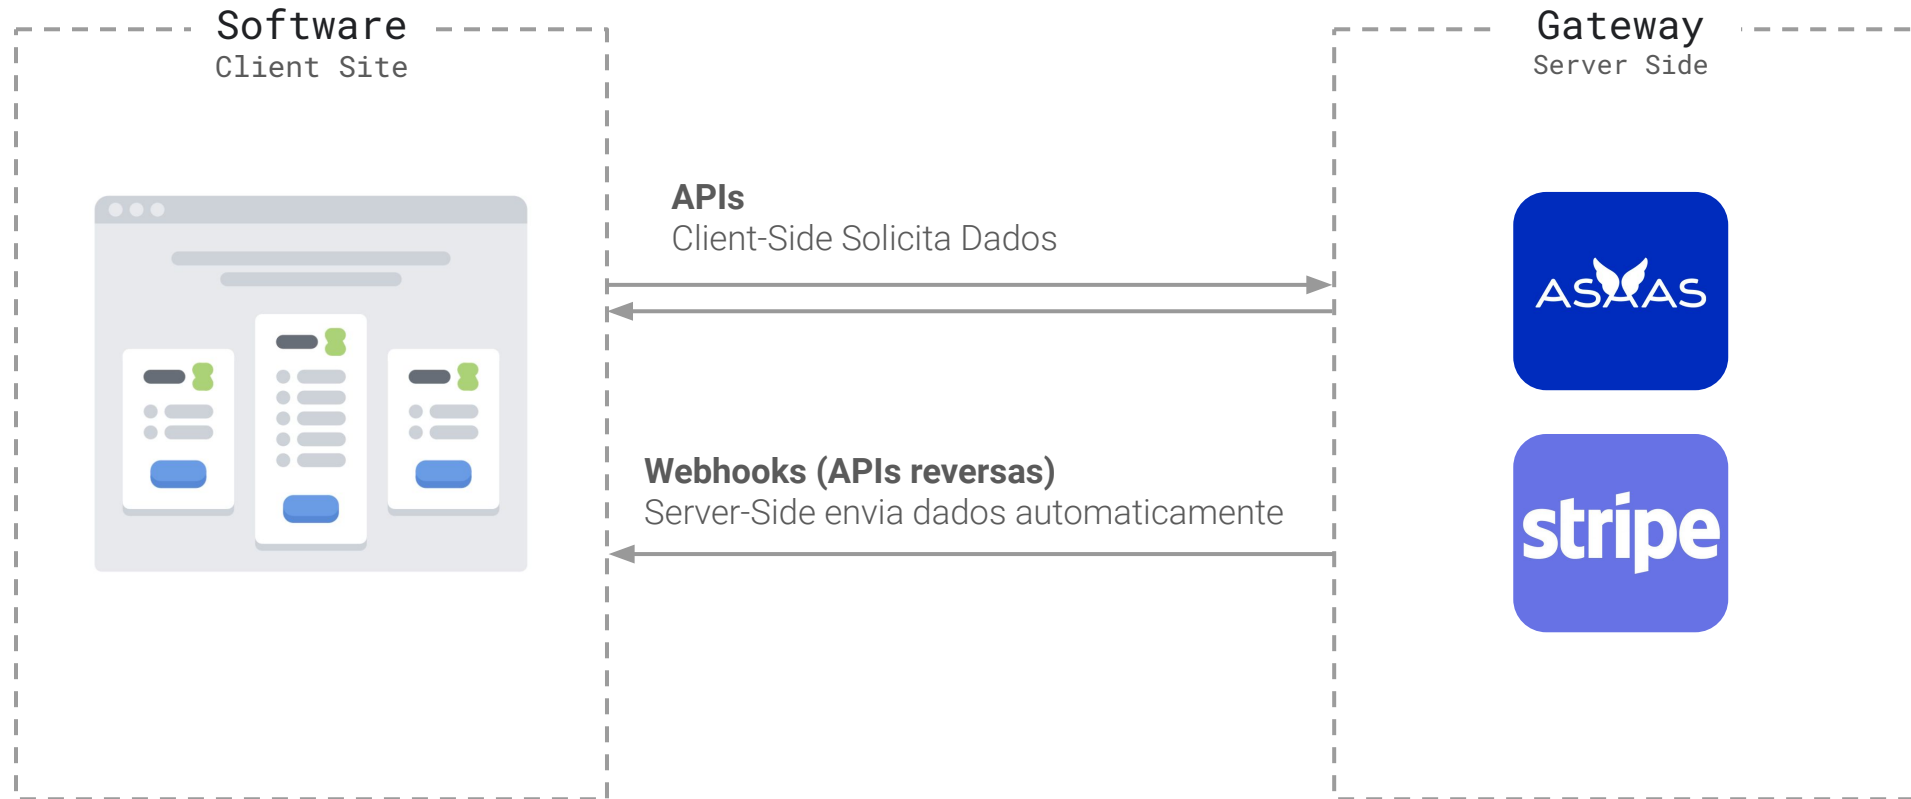 Software
Client Site
Gateway
Server Side
APIs
Client-Side Solicita Dados
ASAAS
Webhooks (APIs reversas)
Server-Side envia dados automaticamente
stripe